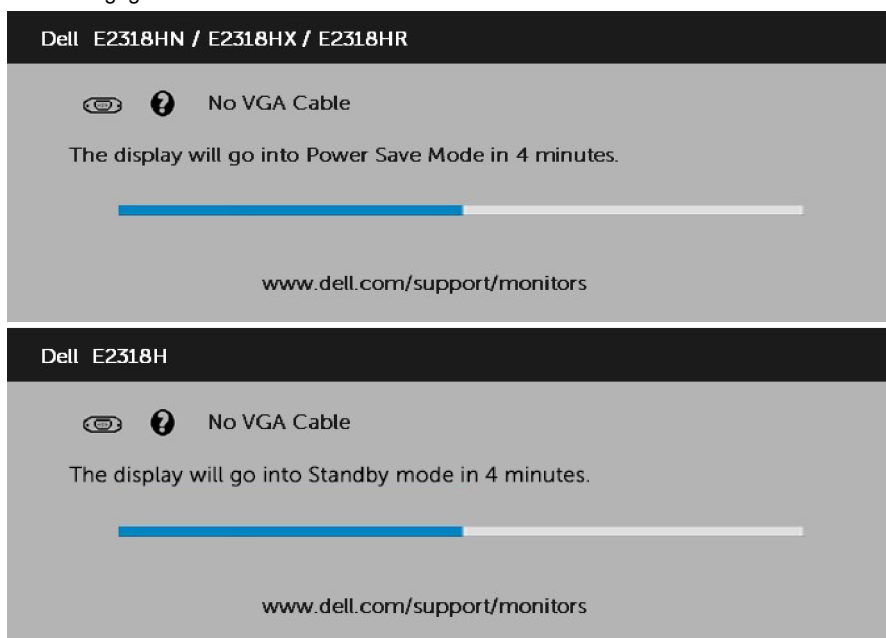 Dell E2318HN / E2318HX / E2318HR
No VGA Cable
The display will go into Power Save Mode in 4 minutes.
www.dell.com/support/monitors
Dell E2318H
No VGA Cable
The display will go into Standby mode in 4 minutes.
www.dell.com/support/monitors